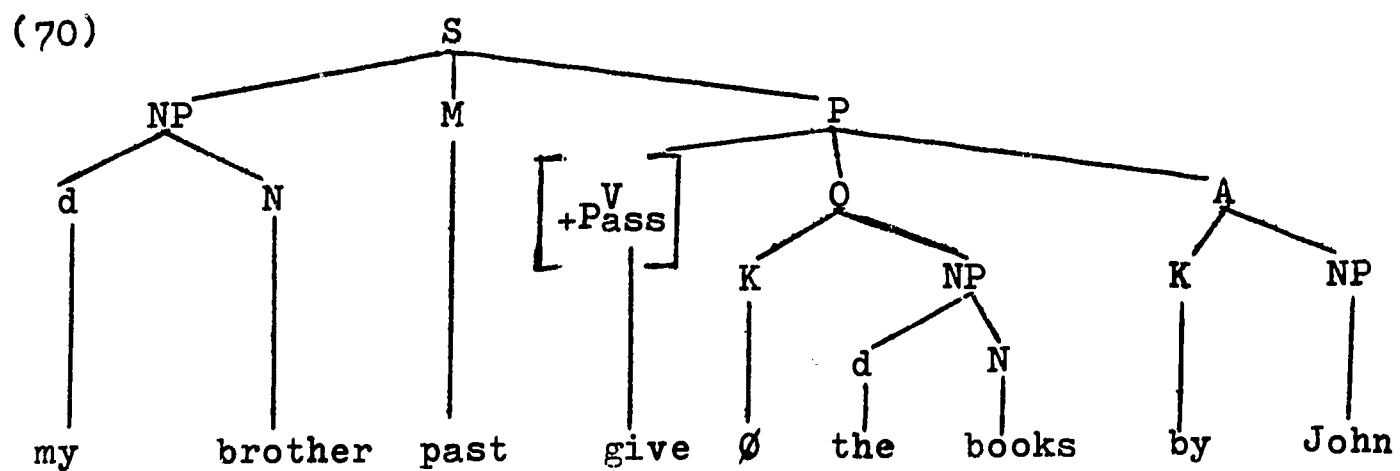 (70)
S
NP M P
d N [V +Pass] O A
K NP K NP
d N
my brother past give Ø the books by John